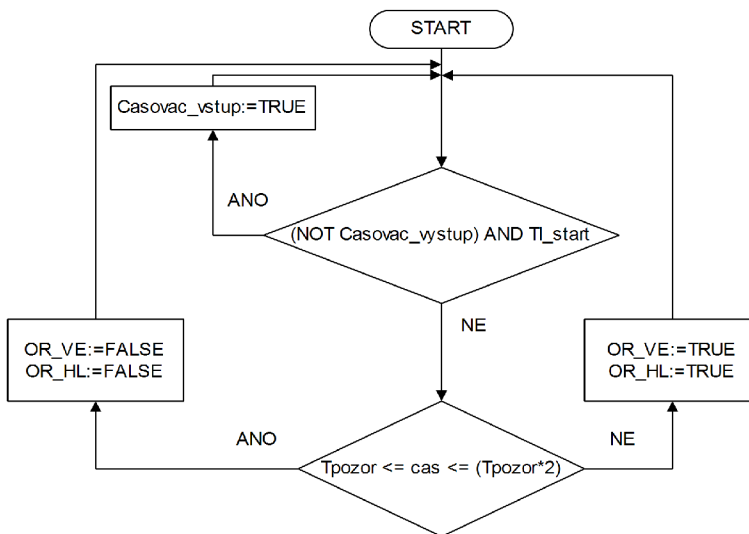 START
Casovac_vstup:=TRUE
ANO
(NOT Casovac_vystup) AND Tl_start
NE
OR_VE:=FALSE
OR_HL:=FALSE
OR_VE:=TRUE
OR_HL:=TRUE
ANO
NE
Tpozor <= cas <= (Tpozor*2)